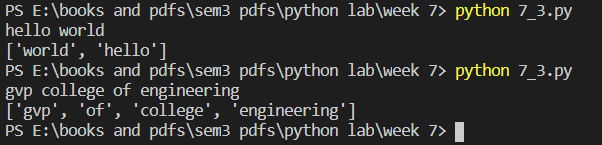 PS E:\books and pdfs\sem3 pdfs\python lab\week 7> python 7_3.py
hello world
['world', 'hello']
PS E:\books and pdfs\sem3 pdfs\python lab\week 7> python 7_3.py
gvp college of engineering
['gvp', 'of', 'college', 'engineering']
PS E:\books and pdfs\sem3 pdfs\python lab\week 7>